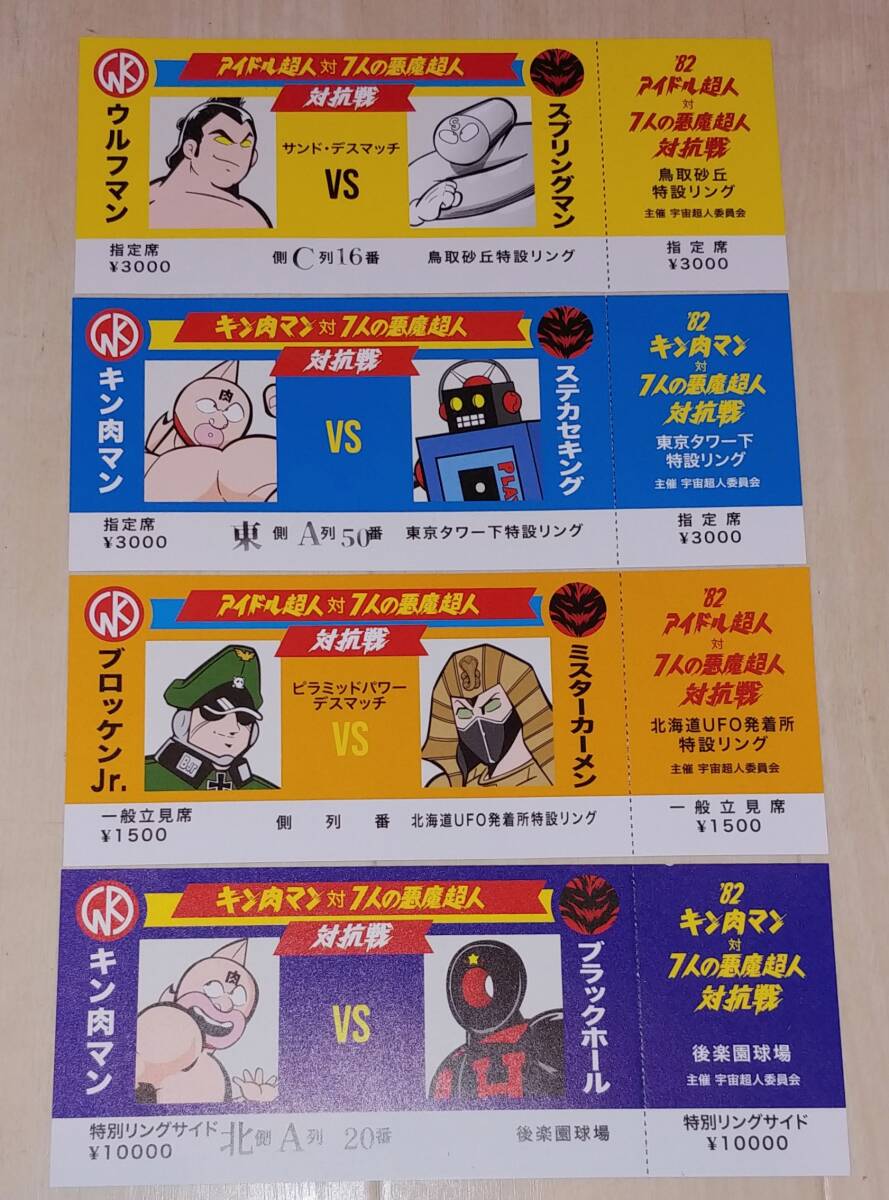 アイドル超人 対 7人の悪魔超人
対抗戦
ウルフマン
サンド・デスマッチ
VS
S
スプリングマン
指定席
¥3000
側 C 列 16 番
鳥取砂丘特設リング
'82
アイドル超人
対
7人の悪魔超人
対抗戦
鳥取砂丘
特設リング
主催 宇宙超人委員会
指定席
¥3000
キン肉マン 対 7人の悪魔超人
対抗戦
キン肉マン
肉
VS
PLA
ステカセキング
指定席
¥3000
東 側 A 列 50 番
東京タワー下特設リング
'82
キン肉マン
対
7人の悪魔超人
対抗戦
東京タワー下
特設リング
主催 宇宙超人委員会
指定席
¥3000
アイドル超人 対 7人の悪魔超人
対抗戦
ブロッケンJr.
ピラミッドパワー
デスマッチ
VS
ミスターカーメン
一般立見席
¥1500
側 列 番
北海道UFO発着所特設リング
'82
アイドル超人
対
7人の悪魔超人
対抗戦
北海道UFO発着所
特設リング
主催 宇宙超人委員会
一般立見席
¥1500
キン肉マン 対 7人の悪魔超人
対抗戦
キン肉マン
肉
VS
ブラックホール
特別リングサイド
¥10000
北 側 A 列 20 番
後楽園球場
'82
キン肉マン
対
7人の悪魔超人
対抗戦
後楽園球場
主催 宇宙超人委員会
特別リングサイド
¥10000